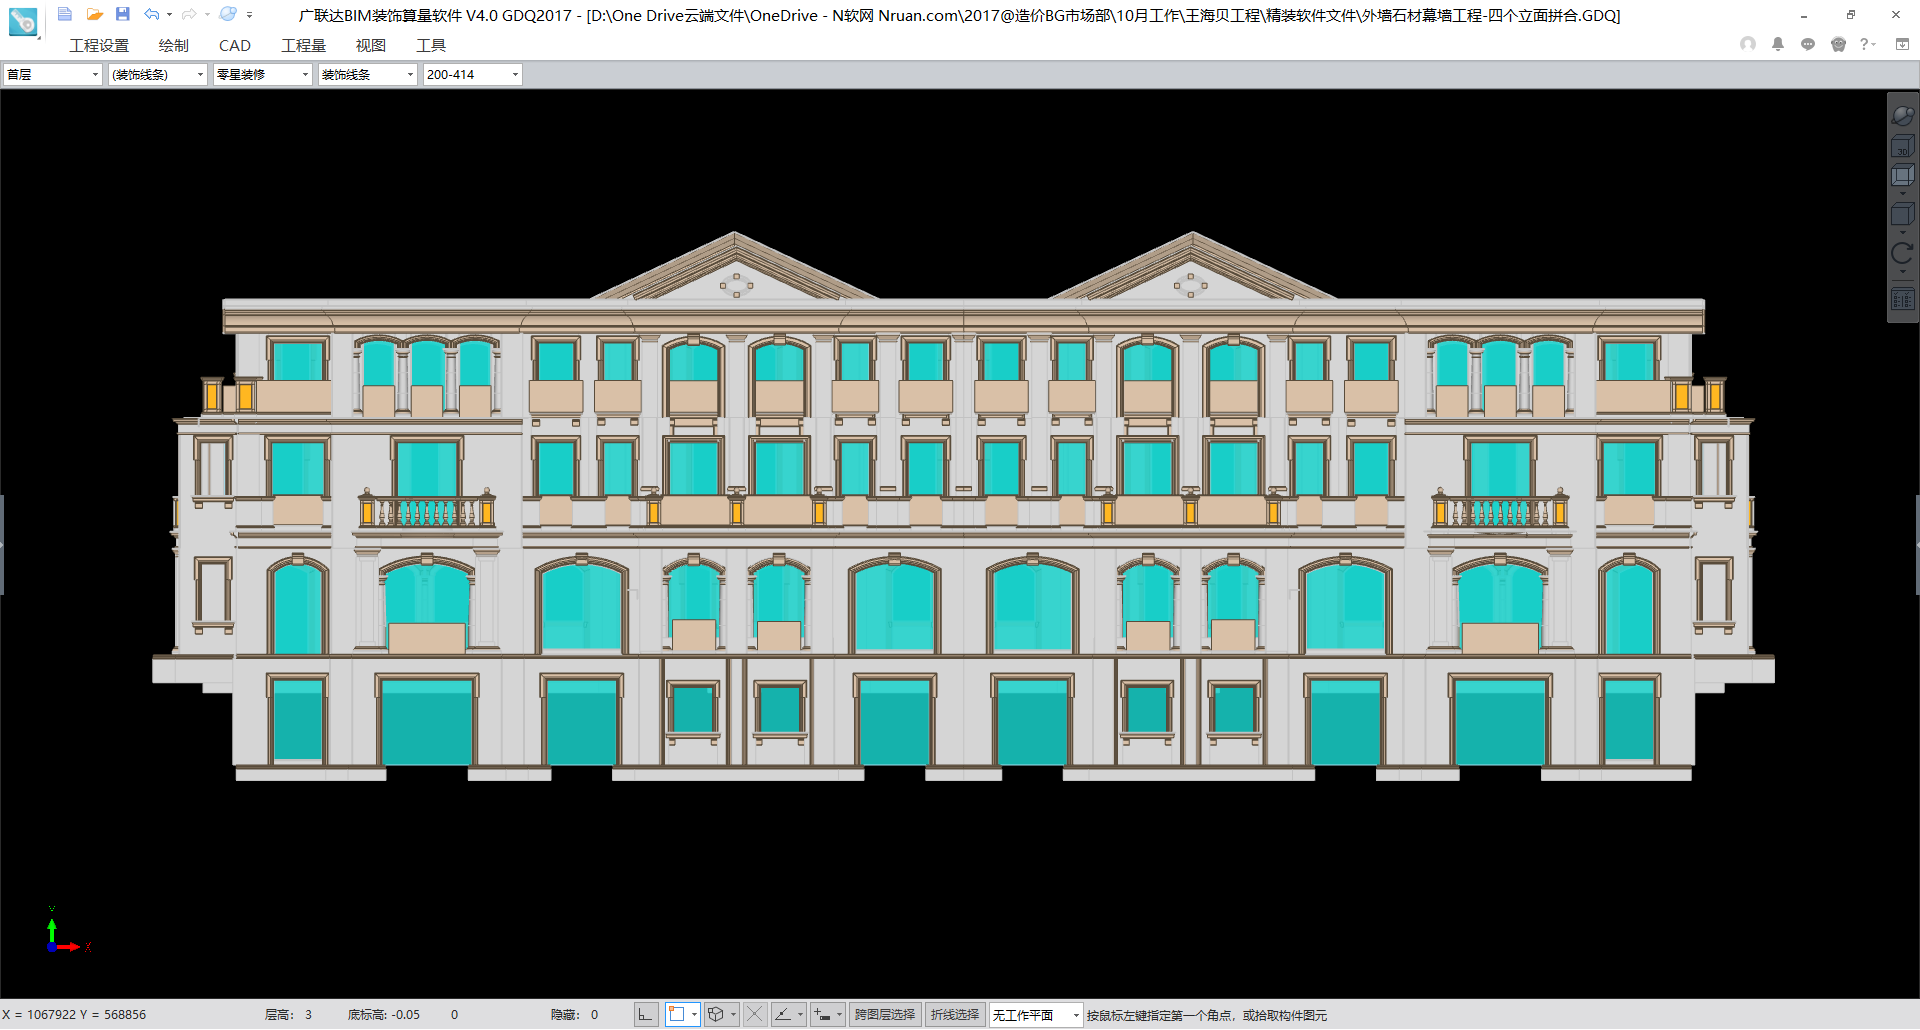 广联达BIM装饰算量软件 V4.0 GDQ2017 - [D:\One Drive云端文件\OneDrive - N软网 Nruan.com\2017@造价BG市场部\10月工作\王海贝工程\精装软件文件\外墙石材幕墙工程-四个立面拼合.GDQ]
工程设置 绘制 CAD 工程量 视图 工具
首层 (装饰线条) 零星装修 装饰线条 200-414
3D
Y
X
X = 1067922 Y = 568856 层高: 3 底标高: -0.05 0 隐藏: 0 跨图层选择 折线选择 无工作平面 按鼠标左键指定第一个角点，或拾取构件图元